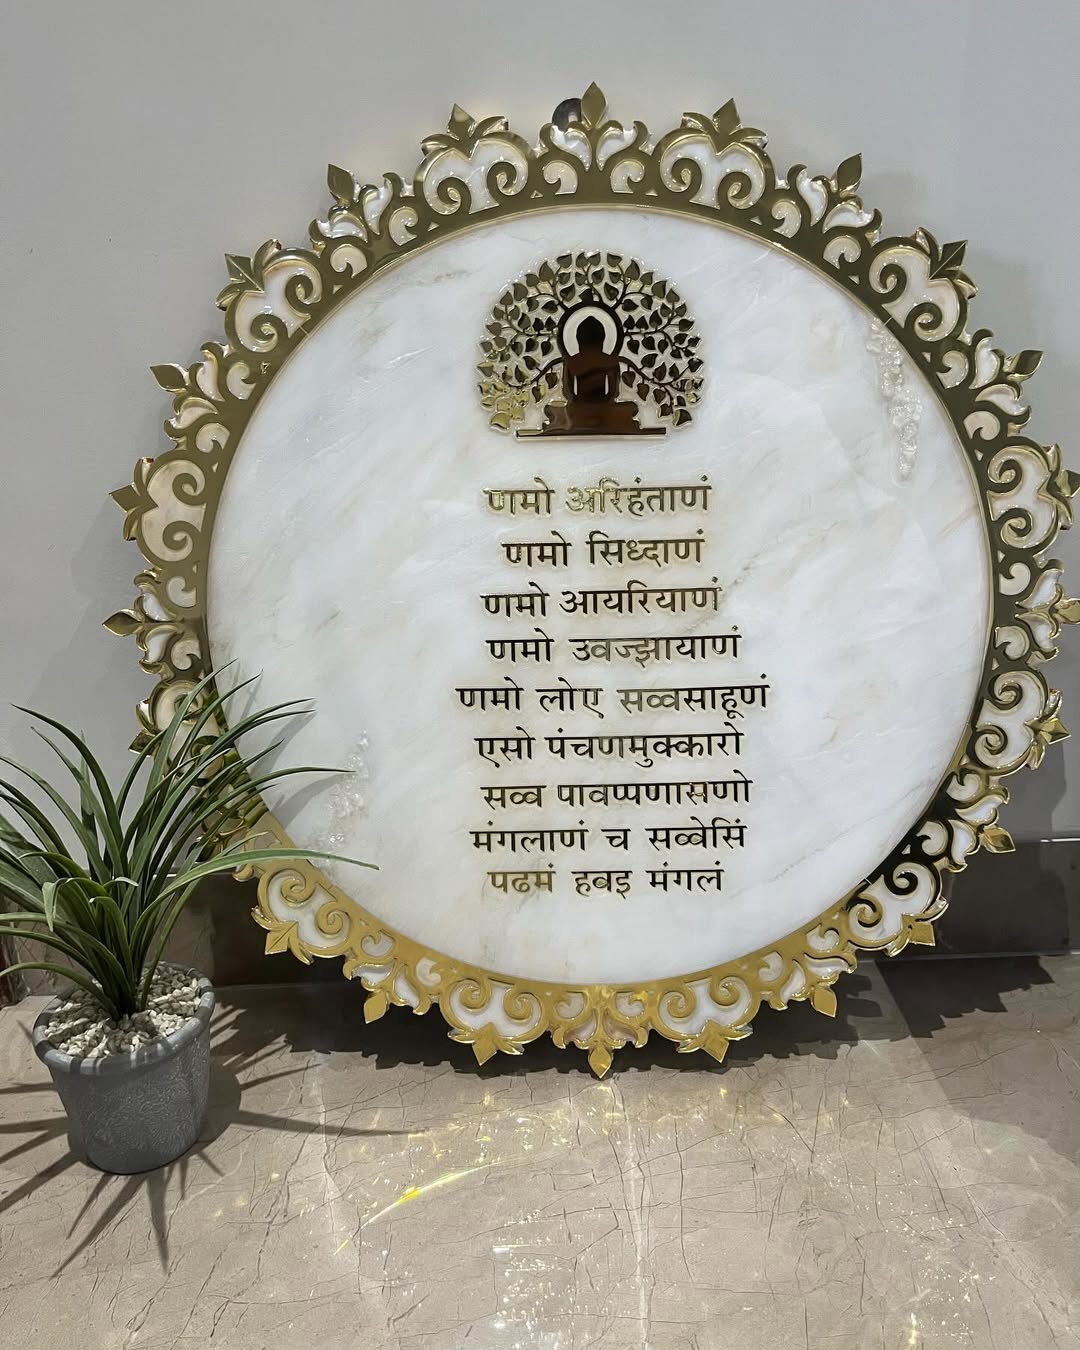 णमो अरिहंताणं
णमो सिध्दाणं
णमो आयरियाणं
णमो उवज्झायाणं
णमो लोए सव्वसाहूणं
एसो पंचणमुक्कारो
सव्व पावप्पणासणो
मंगलाणं च सव्वेसिं
पढमं हवइ मंगलं